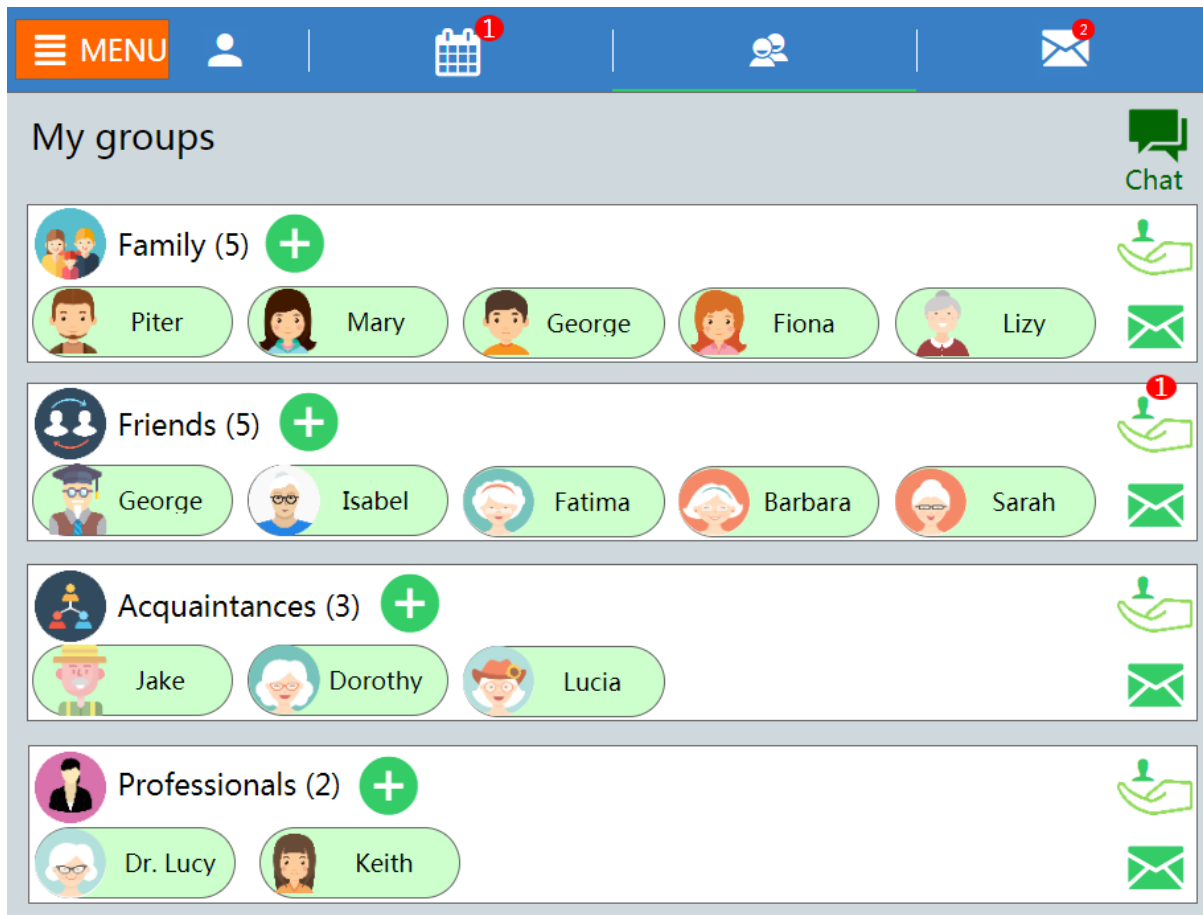 MENU
1
2
My groups
Chat
Family (5)
Piter
Mary
George
Fiona
Lizy
1
Friends (5)
George
Isabel
Fatima
Barbara
Sarah
Acquaintances (3)
Jake
Dorothy
Lucia
Professionals (2)
Dr. Lucy
Keith